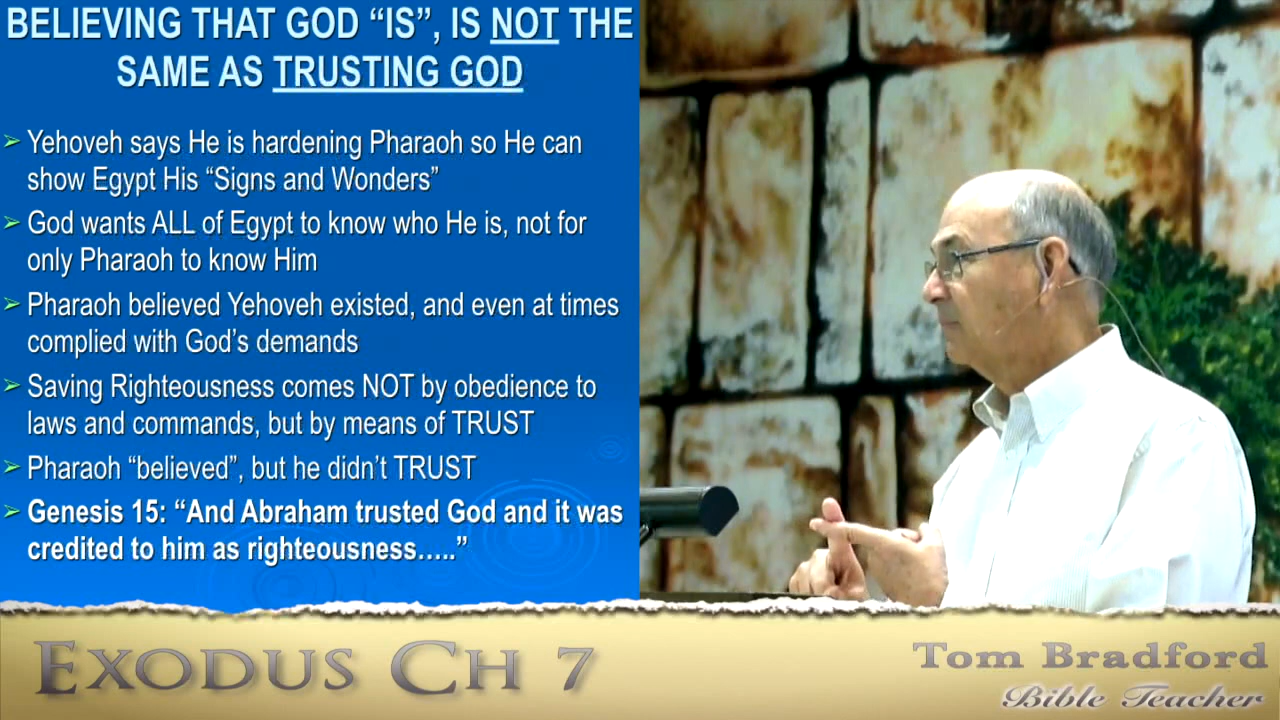 BELIEVING THAT GOD “IS”, IS NOT THE
SAME AS TRUSTING GOD
➢ Yehoveh says He is hardening Pharaoh so He can
show Egypt His “Signs and Wonders”
➢ God wants ALL of Egypt to know who He is, not for
only Pharaoh to know Him
➢ Pharaoh believed Yehoveh existed, and even at times
complied with God’s demands
➢ Saving Righteousness comes NOT by obedience to
laws and commands, but by means of TRUST
➢ Pharaoh “believed”, but he didn’t TRUST
➢ Genesis 15: “And Abraham trusted God and it was
credited to him as righteousness…..”
Exodus Ch 7
Tom Bradford
Bible Teacher